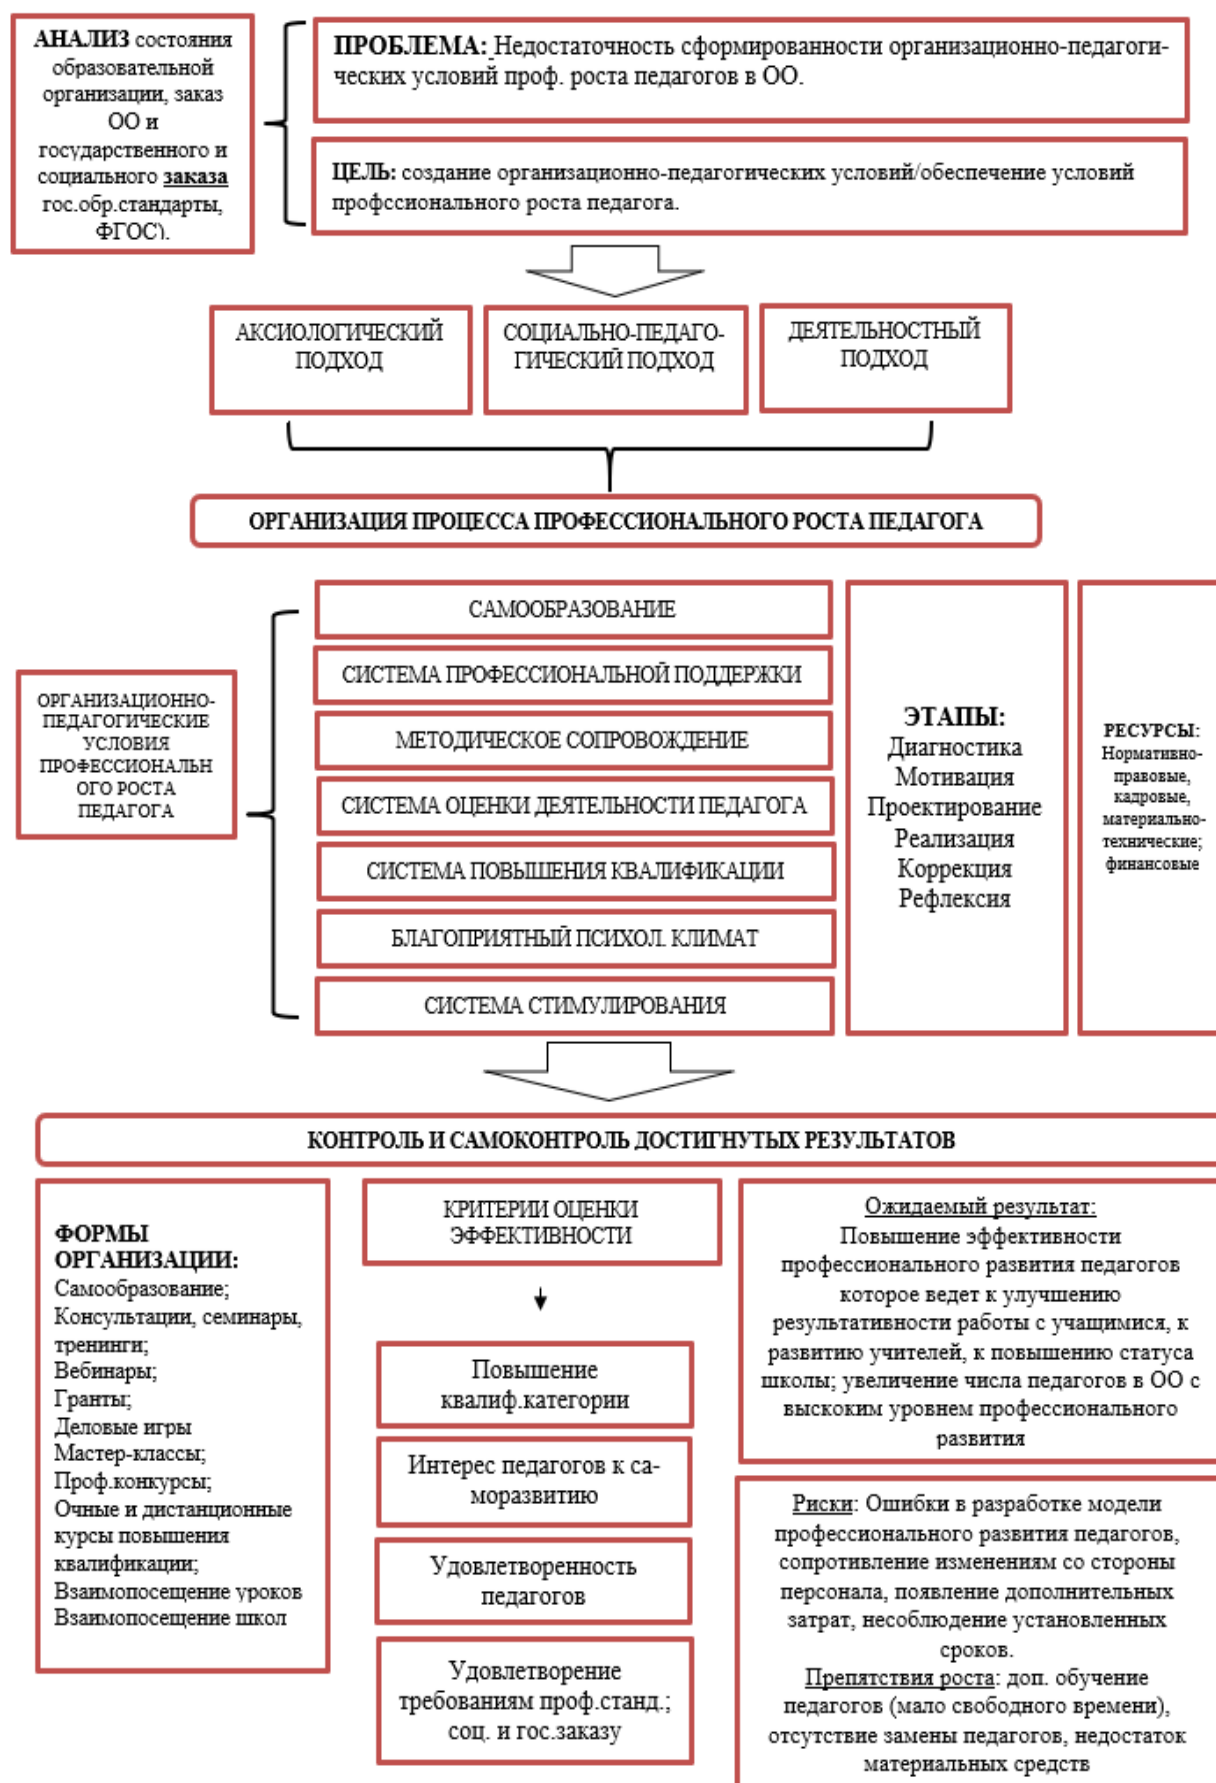 АНАЛИЗ состояния
образовательной
организации, заказ
ОО и
государственного и
социального заказа
гос.обр.стандарты,
ФГОС).
ПРОБЛЕМА: Недостаточность сформированности организационно-педагоги-
ческих условий проф. роста педагогов в ОО.
ЦЕЛЬ: создание организационно-педагогических условий/обеспечение условий
профссионального роста педагога.
АКСИОЛОГИЧЕСКИЙ
ПОДХОД
СОЦИАЛЬНО-ПЕДАГО-
ГИЧЕСКИЙ ПОДХОД
ДЕЯТЕЛЬНОСТНЫЙ
ПОДХОД
ОРГАНИЗАЦИЯ ПРОЦЕССА ПРОФЕССИОНАЛЬНОГО РОСТА ПЕДАГОГА
ОРГАНИЗАЦИОННО-
ПЕДАГОГИЧЕСКИЕ
УСЛОВИЯ
ПРОФЕССИОНАЛЬН
ОГО РОСТА
ПЕДАГОГА
САМООБРАЗОВАНИЕ
СИСТЕМА ПРОФЕССИОНАЛЬНОЙ ПОДДЕРЖКИ
МЕТОДИЧЕСКОЕ СОПРОВОЖДЕНИЕ
СИСТЕМА ОЦЕНКИ ДЕЯТЕЛЬНОСТИ ПЕДАГОГА
СИСТЕМА ПОВЫШЕНИЯ КВАЛИФИКАЦИИ
БЛАГОПРИЯТНЫЙ ПСИХОЛ. КЛИМАТ
СИСТЕМА СТИМУЛИРОВАНИЯ
ЭТАПЫ:
Диагностика
Мотивация
Проектирование
Реализация
Коррекция
Рефлексия
РЕСУРСЫ:
Нормативно-
правовые,
кадровые,
материально-
технические;
финансовые
КОНТРОЛЬ И САМОКОНТРОЛЬ ДОСТИГНУТЫХ РЕЗУЛЬТАТОВ
ФОРМЫ
ОРГАНИЗАЦИИ:
Самообразование;
Консультации, семинары,
тренинги;
Вебинары;
Гранты;
Деловые игры
Мастер-классы;
Проф.конкурсы;
Очные и дистанционные
курсы повышения
квалификации;
Взаимопосещение уроков
Взаимопосещение школ
КРИТЕРИИ ОЦЕНКИ
ЭФФЕКТИВНОСТИ
Повышение
квалиф.категории
Интерес педагогов к са-
моразвитию
Удовлетворенность
педагогов
Удовлетворение
требованиям проф.станд.;
соц. и гос.заказу
Ожидаемый результат:
Повышение эффективности
профессионального развития педагогов
которое ведет к улучшению
результативности работы с учащимися, к
развитию учителей, к повышению статуса
школы; увеличение числа педагогов в ОО с
выскоким уровнем профессионального
развития
Риски: Ошибки в разработке модели
профессионального развития педагогов,
сопротивление изменениям со стороны
персонала, появление дополнительных
затрат, несоблюдение установленных
сроков.
Препятствия роста: доп. обучение
педагогов (мало свободного времени),
отсутствие замены педагогов, недостаток
материальных средств